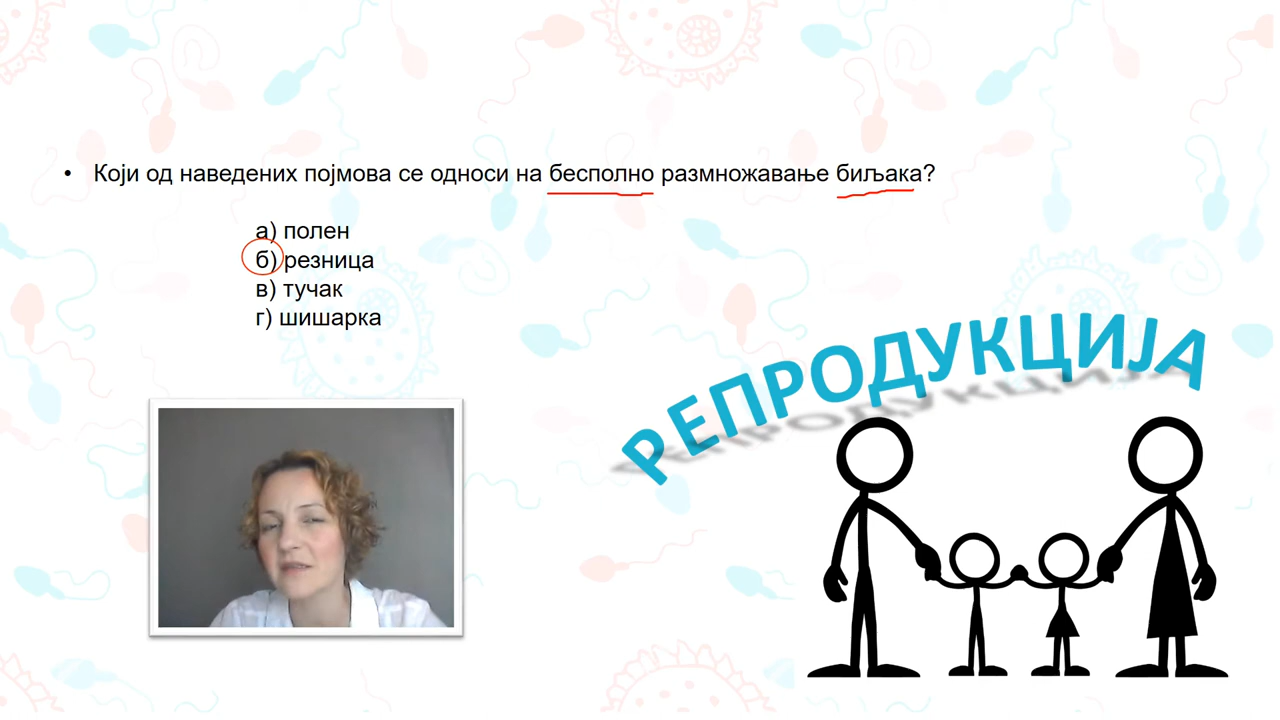 • Који од наведених појмова се односи на бесполно размножавање биљака?
а) полен
б) резница
в) тучак
г) шишарка
РЕПРОДУКЦИЈА